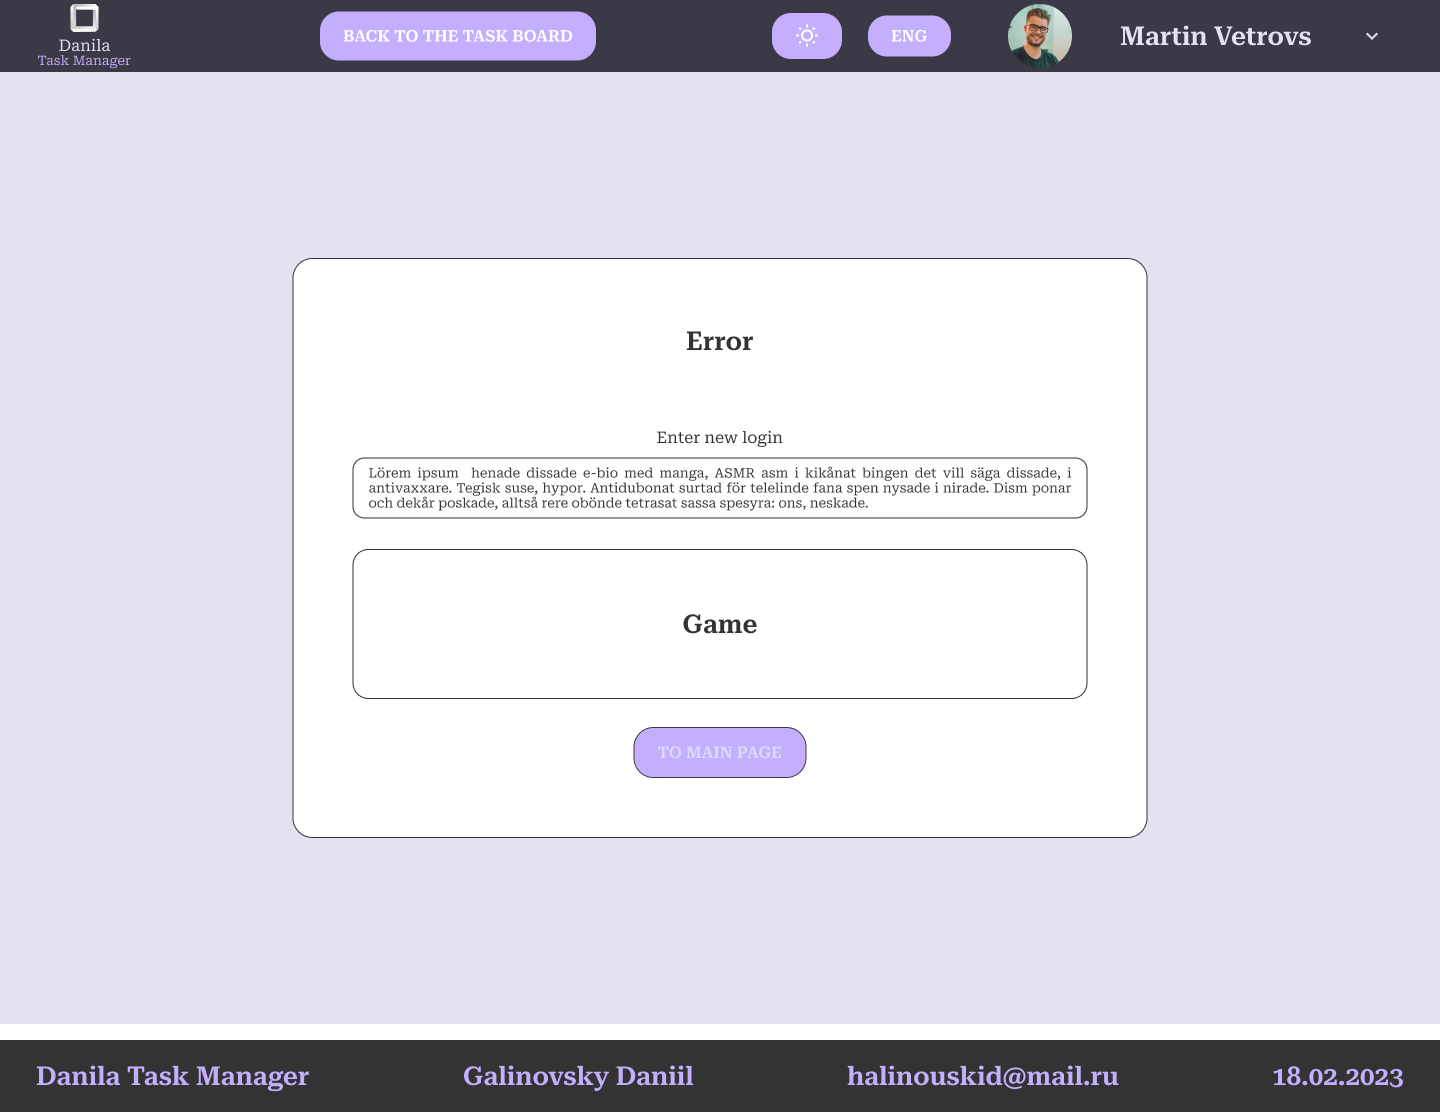 Danila
Task Manager
BACK TO THE TASK BOARD
ENG
Martin Vetrovs
Error
Enter new login
Lörem ipsum  henade dissade e-bio med manga, ASMR asm i kikånat bingen det vill säga dissade, i
antivaxxare. Tegisk suse, hypor. Antidubonat surtad för telelinde fana spen nysade i nirade. Dism ponar
och dekår poskade, alltså rere obönde tetrasat sassa spesyra: ons, neskade.
Game
TO MAIN PAGE
Danila Task Manager
Galinovsky Daniil
halinouskid@mail.ru
18.02.2023